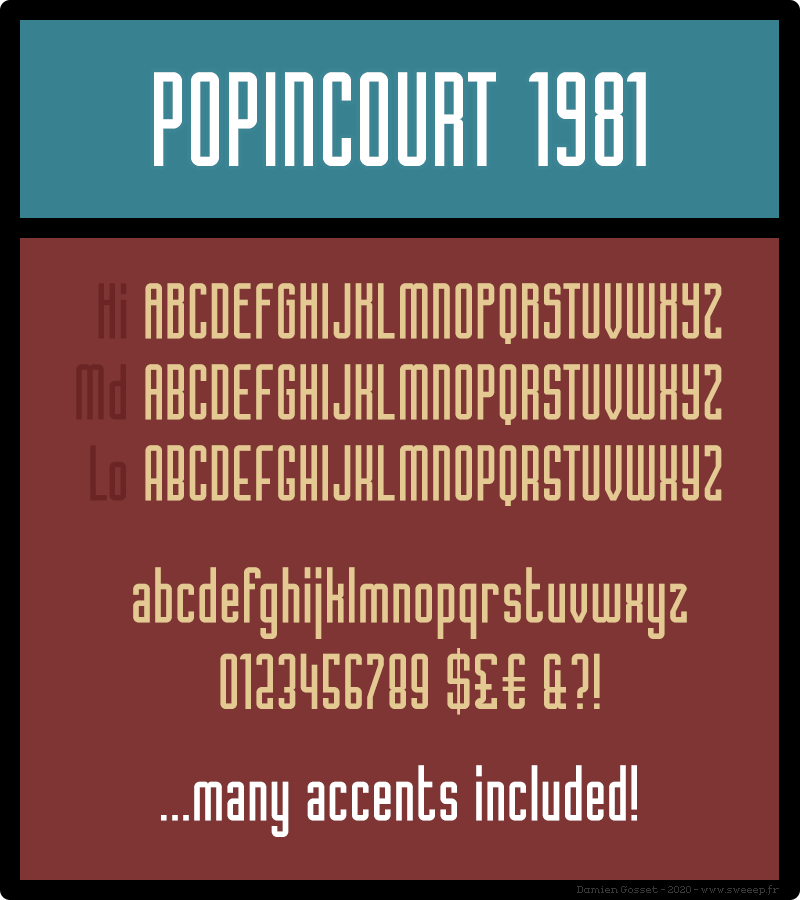 POPINCOURT 1981
Hi ABCDEFGHIJKLMNOPQRSTUVWXYZ
Md ABCDEFGHIJKLMNOPQRSTUVWXYZ
Lo ABCDEFGHIJKLMNOPQRSTUVWXYZ
abcdefghijklmnopqrstuvwxyz
0123456789 $£€ &?!
...many accents included!
Damien Gosset - 2020 - www.sweeep.fr